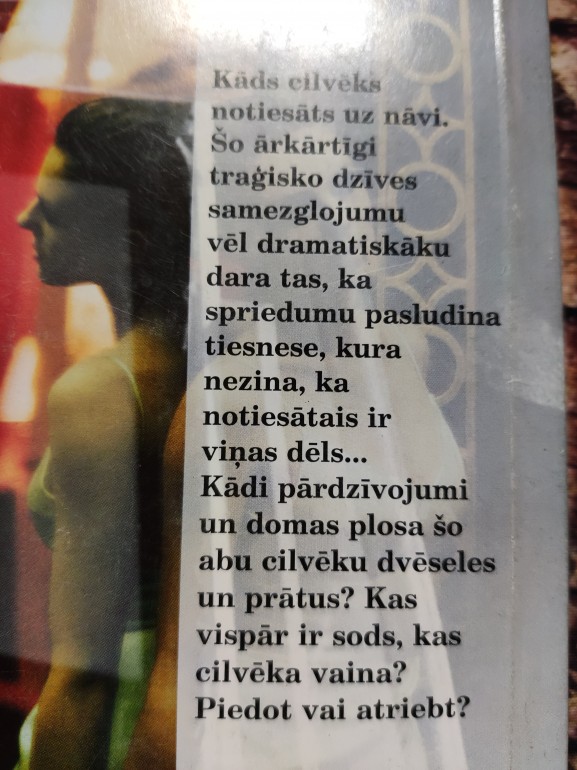 Kāds cilvēks
notiesāts uz nāvi.
Šo ārkārtīgi
traģisko dzīves
samezglojumu
vēl dramatiskāku
dara tas, ka
spriedumu pasludina
tiesnese, kura
nezina, ka
notiesātais ir
viņas dēls...
Kādi pārdzīvojumi
un domas plosa šo
abu cilvēku dvēseles
un prātus? Kas
vispār ir sods, kas
cilvēka vaina?
Piedot vai atriebt?